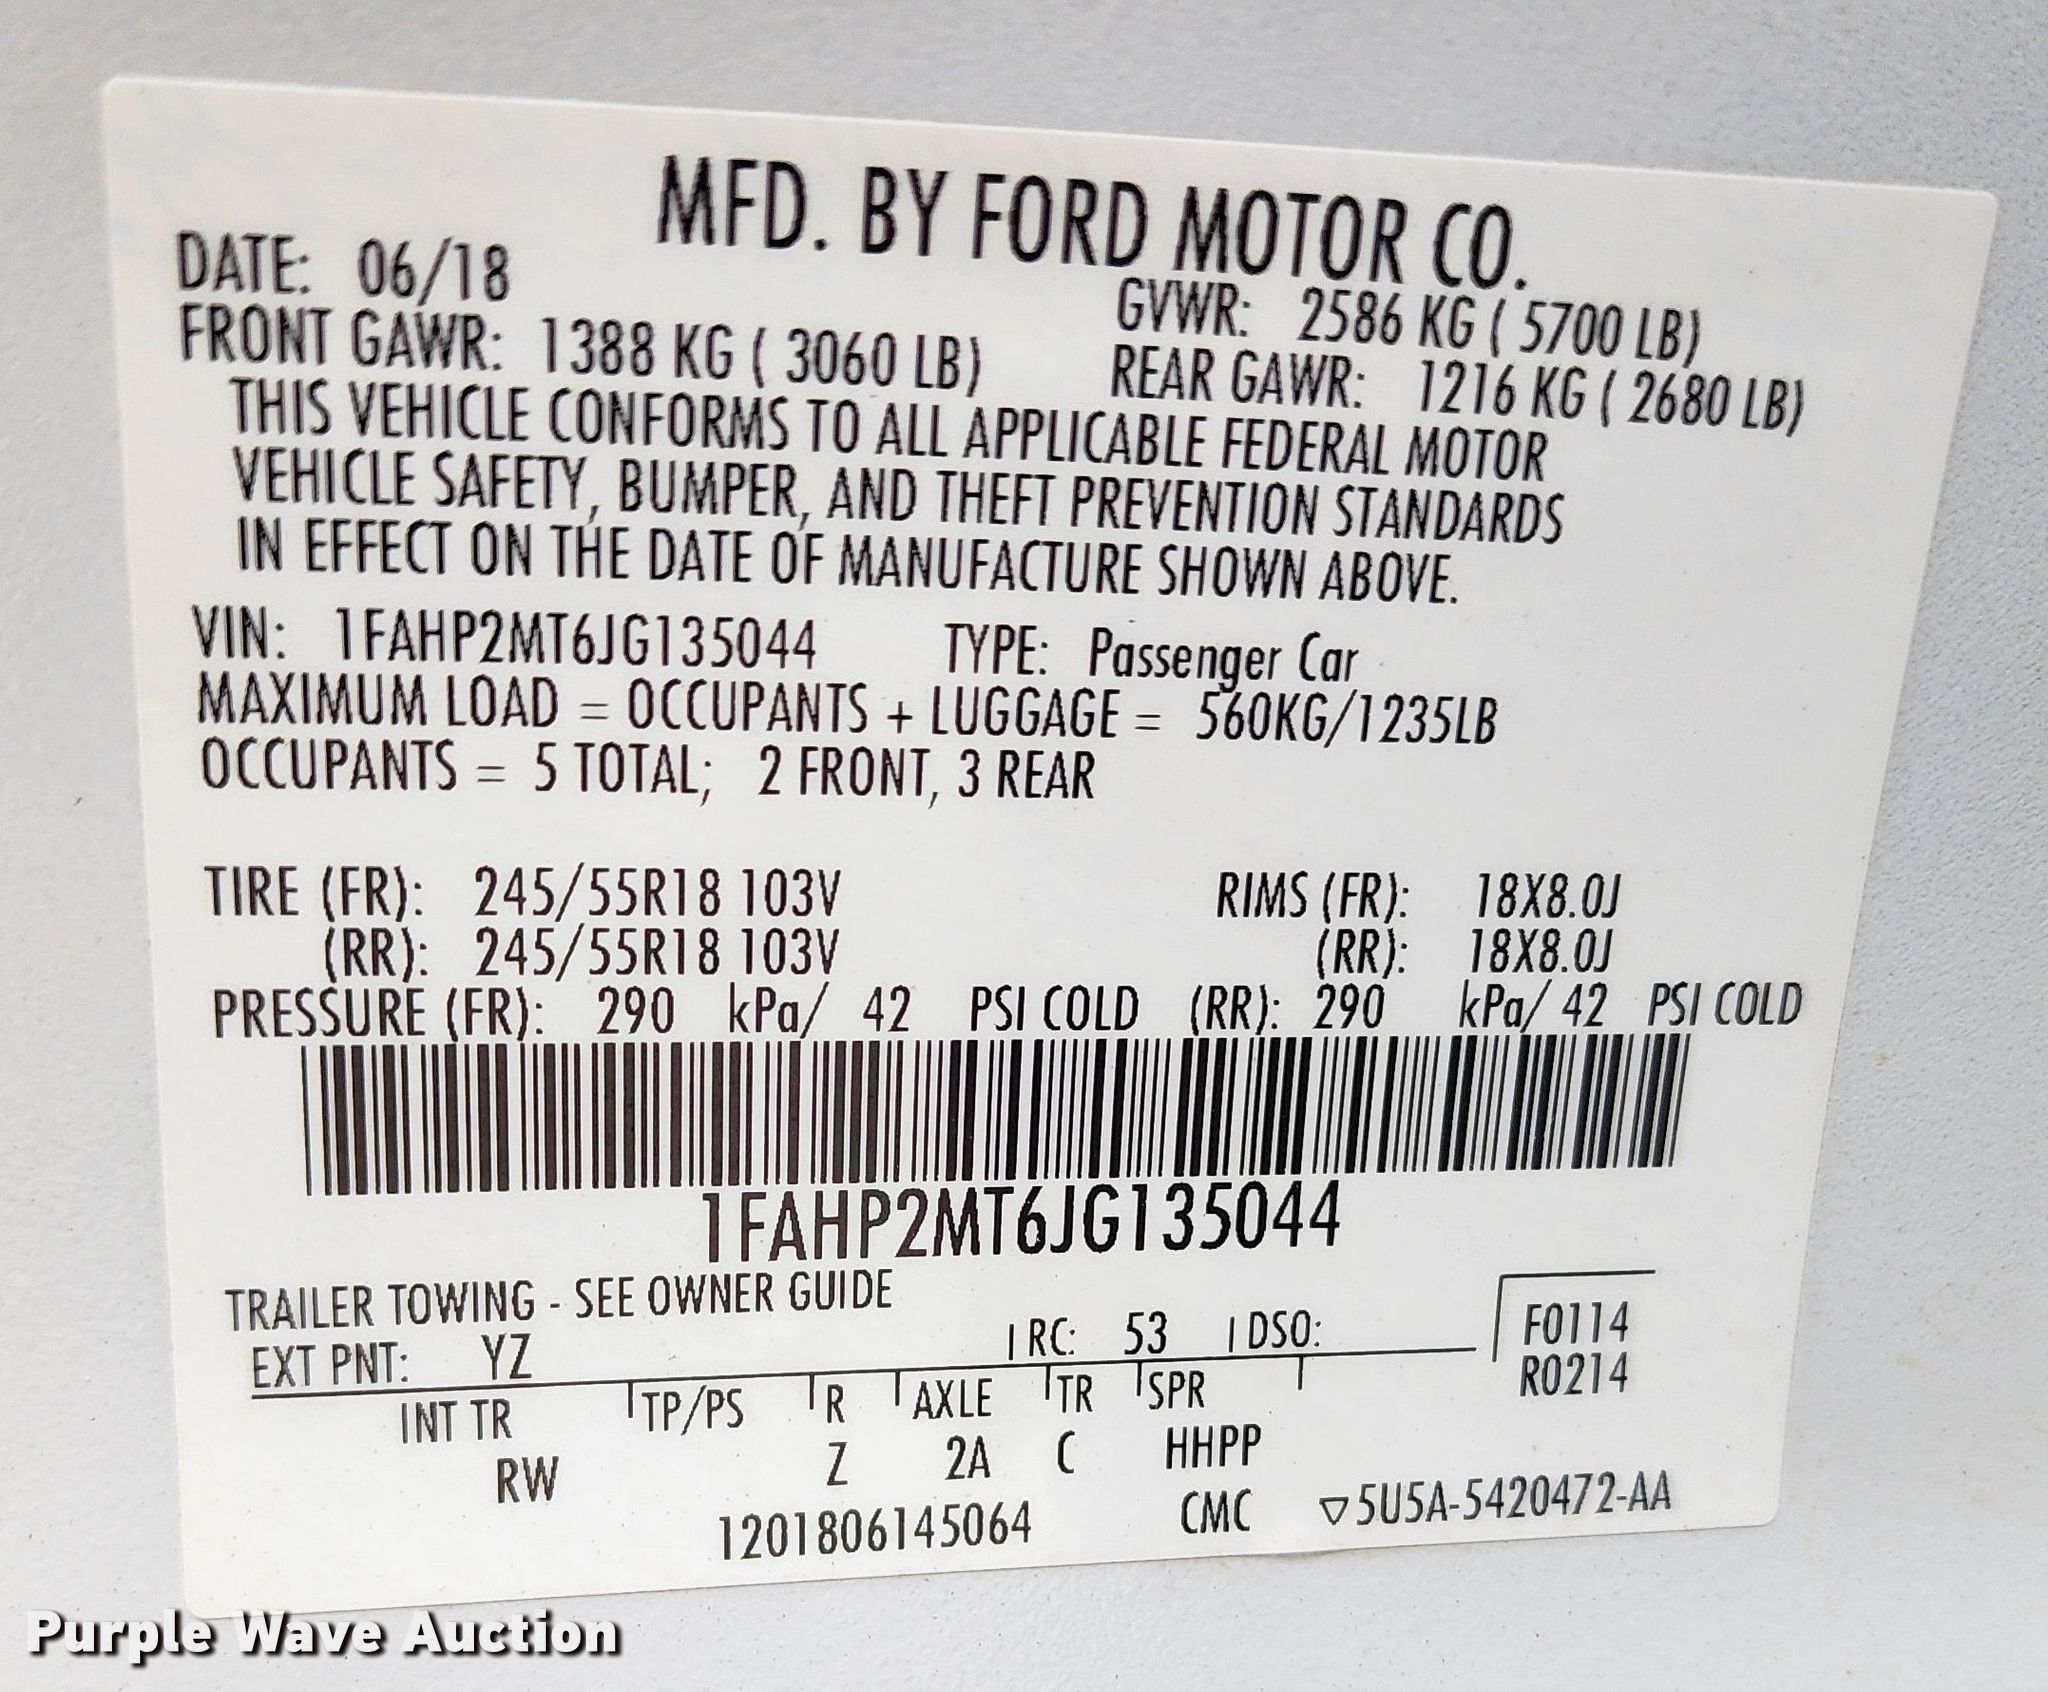 MFD. BY FORD MOTOR CO.
DATE: 06/18
GVWR: 2586 KG ( 5700 LB)
FRONT GAWR: 1388 KG ( 3060 LB)
REAR GAWR: 1216 KG ( 2680 LB)
THIS VEHICLE CONFORMS TO ALL APPLICABLE FEDERAL MOTOR
VEHICLE SAFETY, BUMPER, AND THEFT PREVENTION STANDARDS
IN EFFECT ON THE DATE OF MANUFACTURE SHOWN ABOVE.
VIN: 1FAHP2MT6JG135044 TYPE: Passenger Car
MAXIMUM LOAD = OCCUPANTS + LUGGAGE = 560KG/1235LB
OCCUPANTS = 5 TOTAL; 2 FRONT, 3 REAR
TIRE (FR): 245/55R18 103V RIMS (FR): 18X8.0J
(RR): 245/55R18 103V (RR): 18X8.0J
PRESSURE (FR): 290 kPa/ 42 PSI COLD (RR): 290 kPa/ 42 PSI COLD
1FAHP2MT6JG135044
TRAILER TOWING - SEE OWNER GUIDE
EXT PNT: YZ RC: 53 DSO: F0114
R0214
INT TR TP/PS R AXLE TR SPR
RW Z 2A C HHPP
1201806145064 CMC ▽5U5A-5420472-AA
Purple Wave Auction